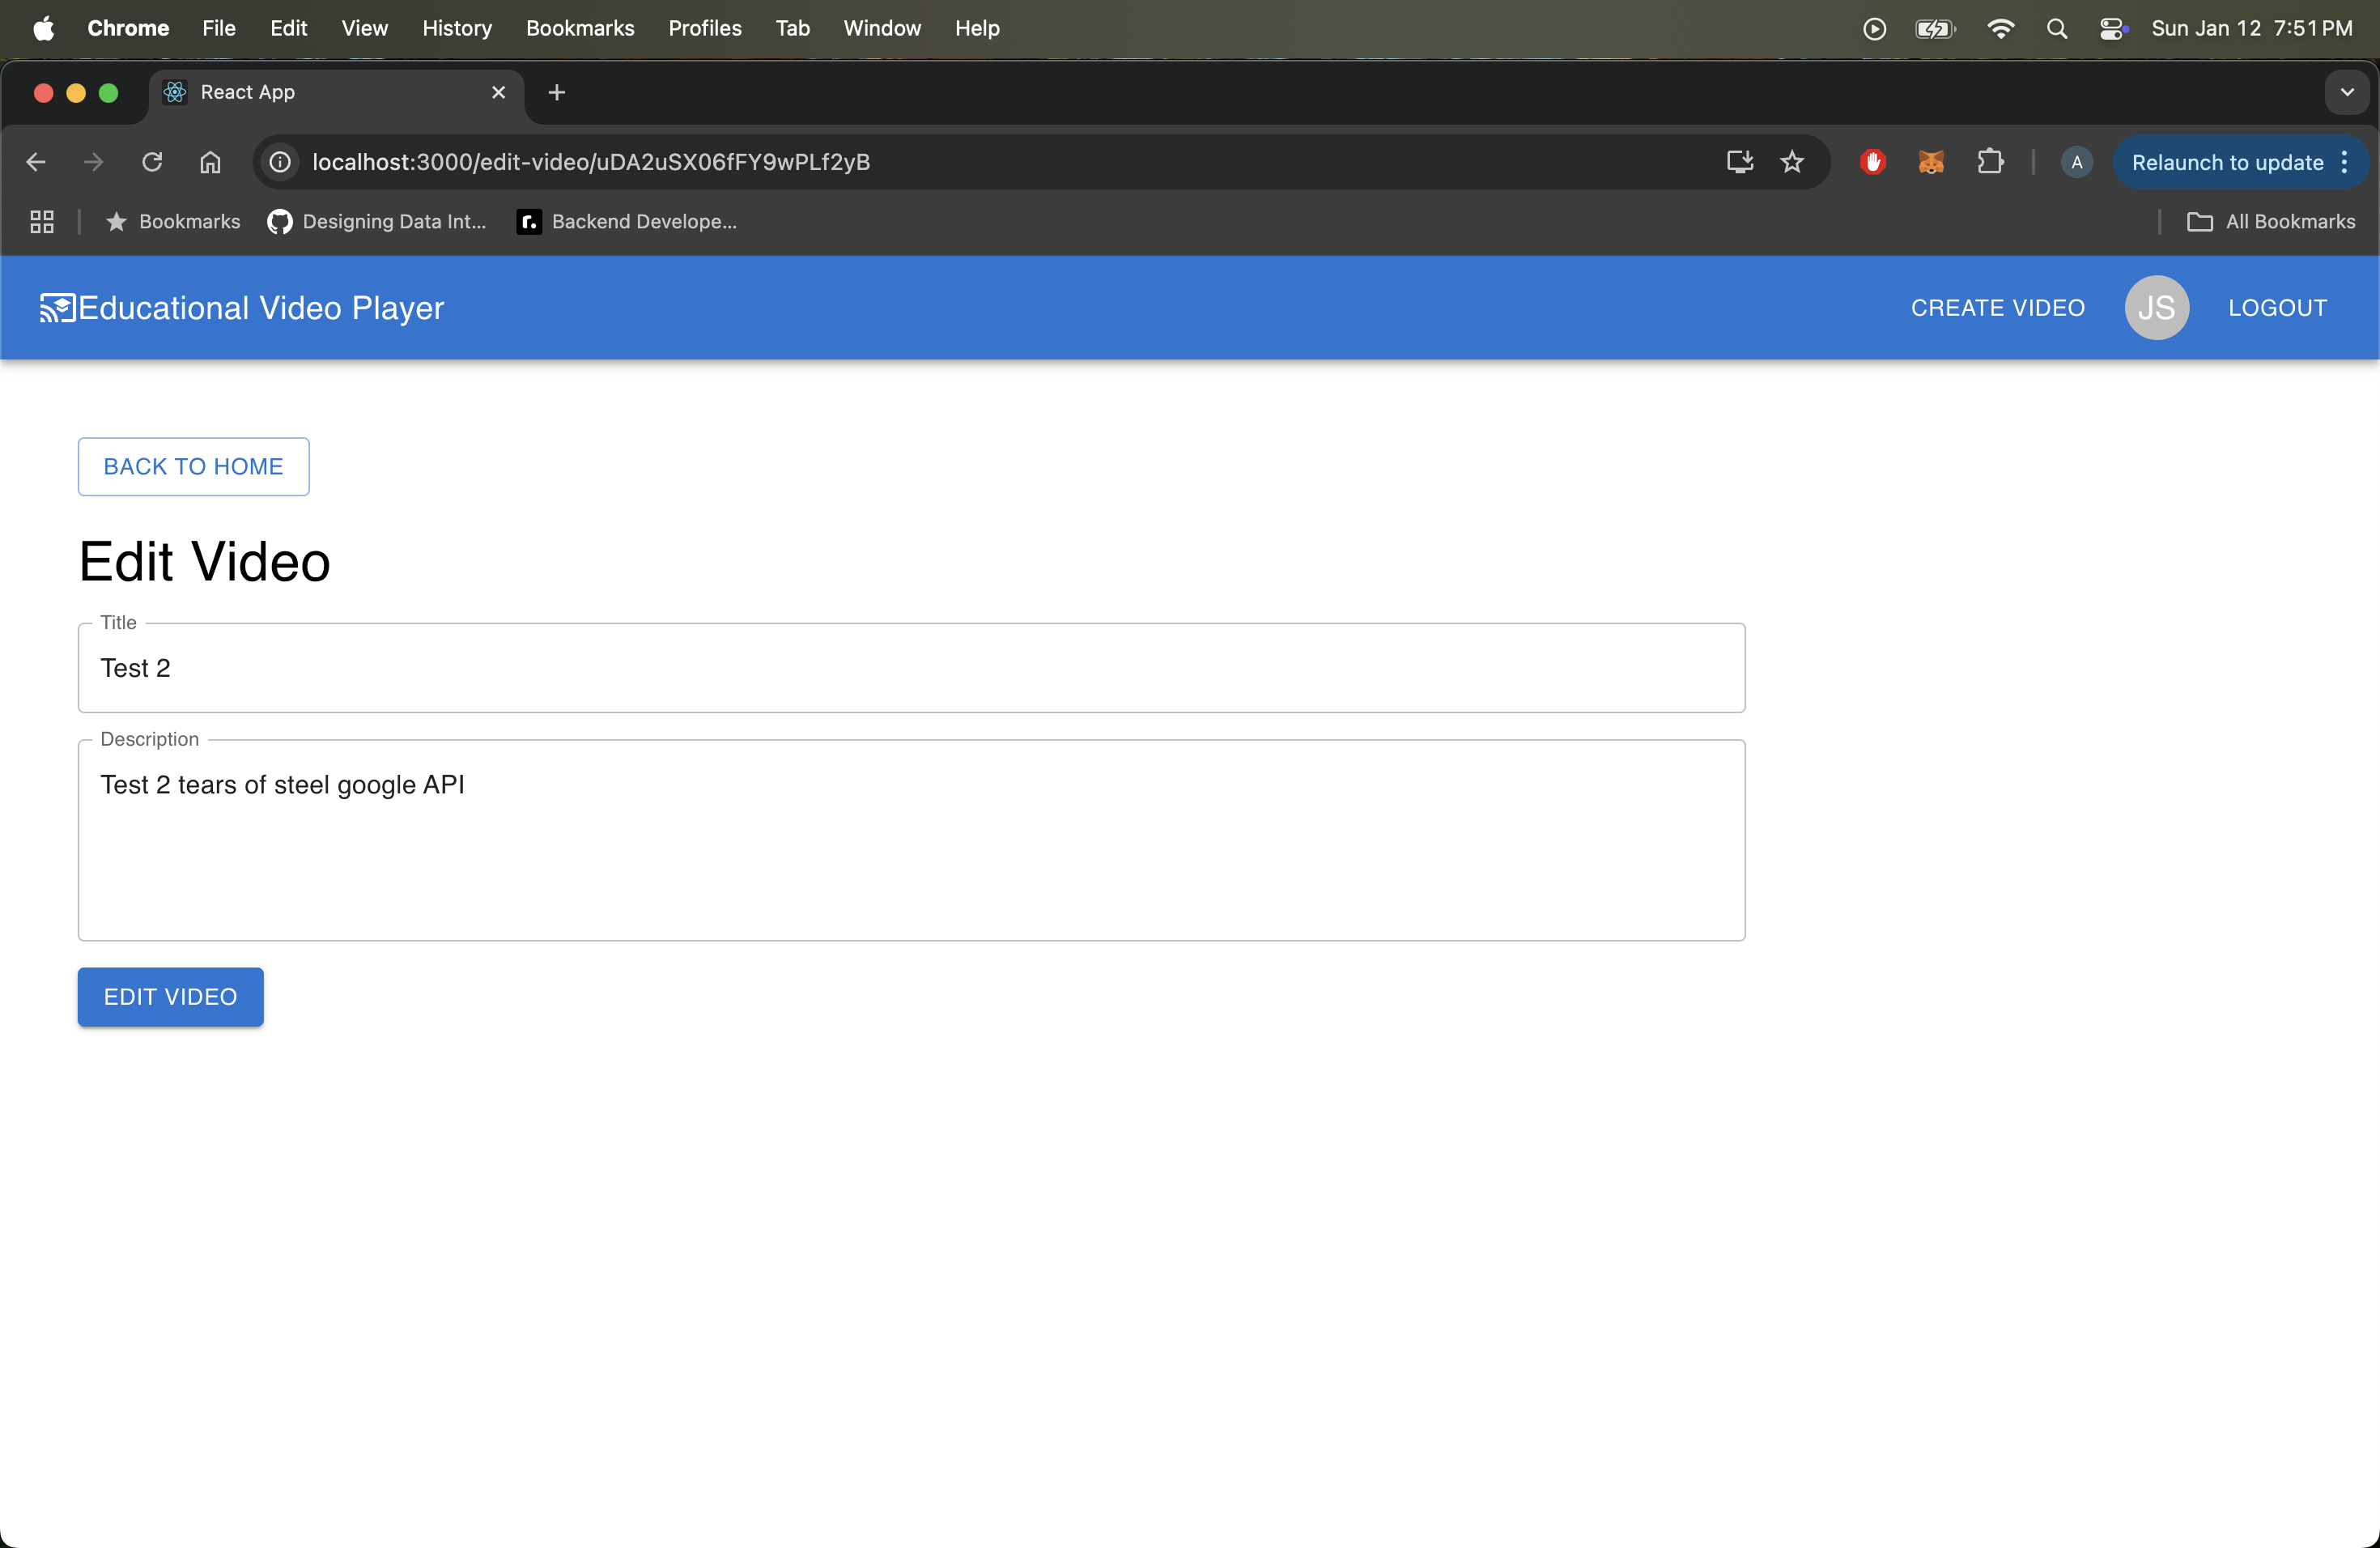 Chrome File Edit View History Bookmarks Profiles Tab Window Help Sun Jan 12 7:51 PM
React App
localhost:3000/edit-video/uDA2uSX06fFY9wPLf2yB A Relaunch to update
Bookmarks Designing Data Int... r. Backend Develope... All Bookmarks
Educational Video Player CREATE VIDEO JS LOGOUT
BACK TO HOME
Edit Video
Title
Test 2
Description
Test 2 tears of steel google API
EDIT VIDEO